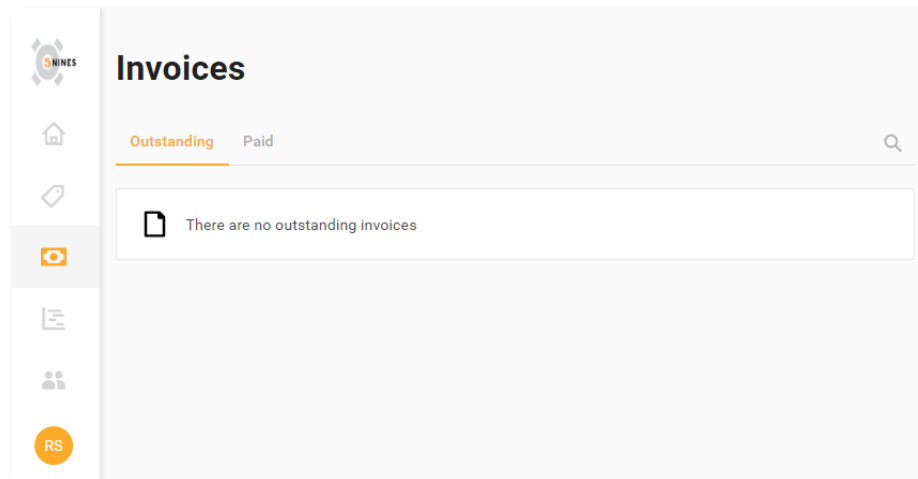 5NINES
Invoices
Outstanding Paid
There are no outstanding invoices
RS